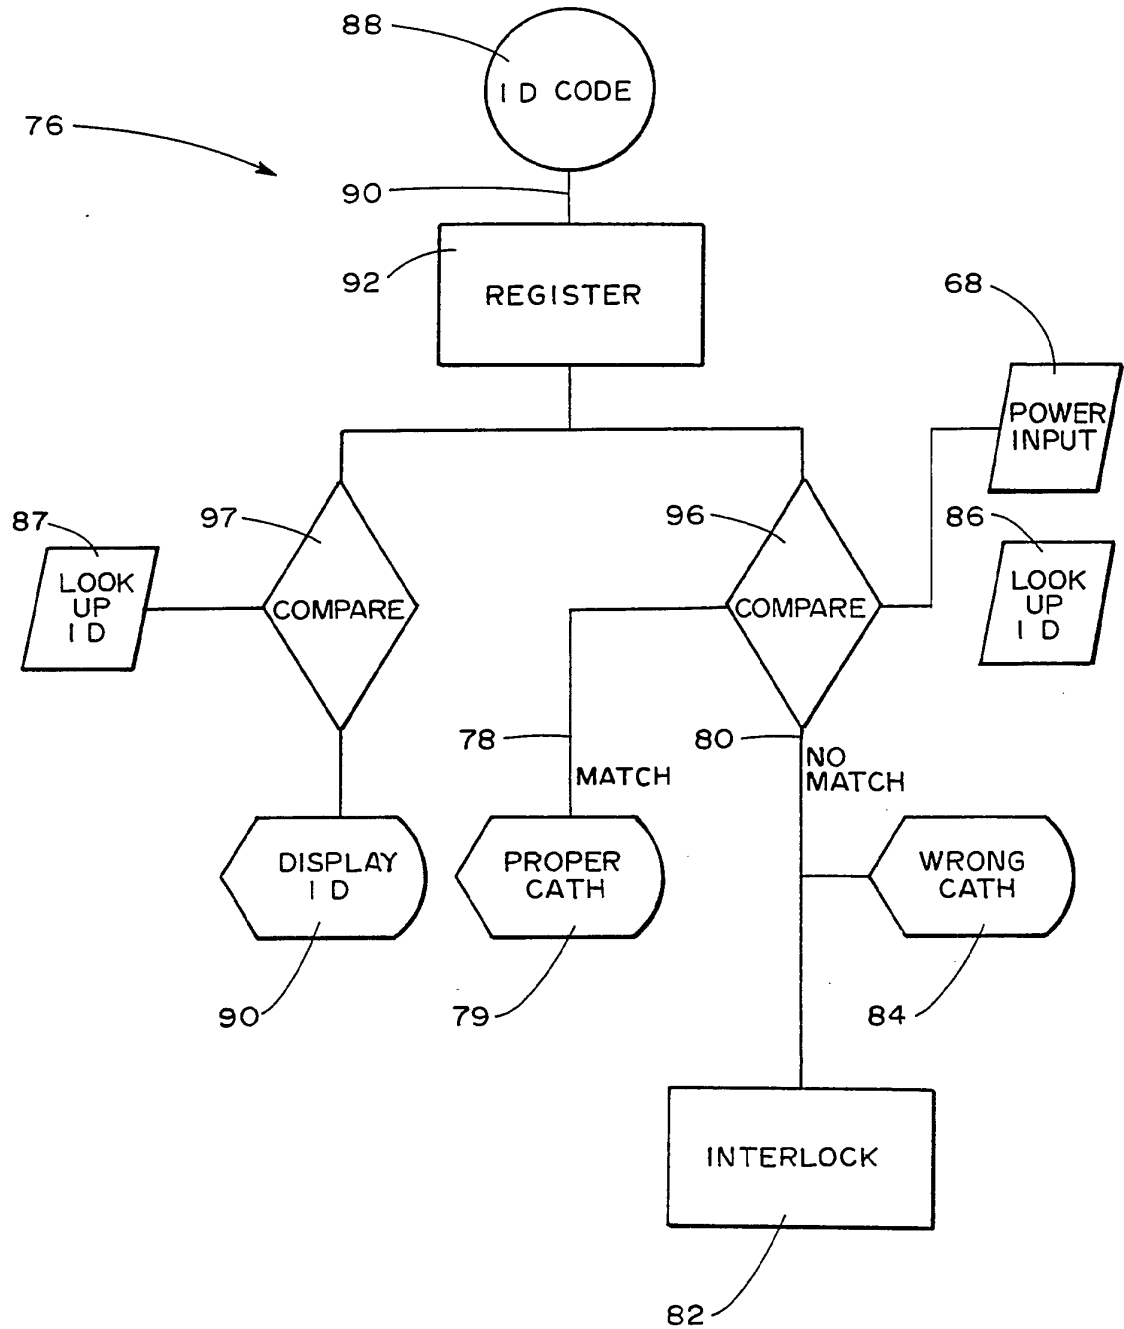 88
I D CODE
76
90
92
REGISTER
68
POWER
INPUT
87
97
96
86
LOOK
UP
I D
COMPARE
COMPARE
LOOK
UP
I D
78
80
MATCH
NO
MATCH
DISPLAY
I D
PROPER
CATH
WRONG
CATH
90
79
84
INTERLOCK
82